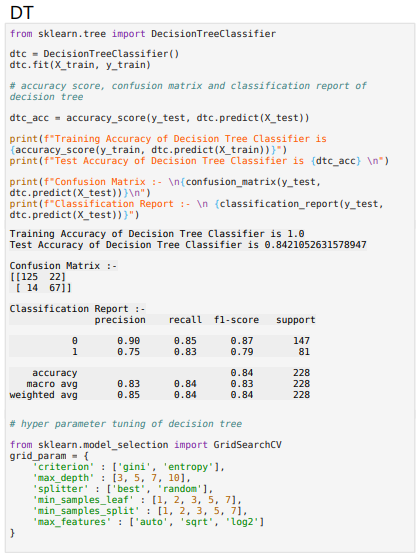 DT
from sklearn.tree import DecisionTreeClassifier
dtc = DecisionTreeClassifier()
dtc.fit(X_train, y_train)
# accuracy score, confusion matrix and classification report of
decision tree
dtc_acc = accuracy_score(y_test, dtc.predict(X_test))
print(f"Training Accuracy of Decision Tree Classifier is
{accuracy_score(y_train, dtc.predict(X_train))}")
print(f"Test Accuracy of Decision Tree Classifier is {dtc_acc} \n")
print(f"Confusion Matrix :- \n{confusion_matrix(y_test,
dtc.predict(X_test))}\n")
print(f"Classification Report :- \n {classification_report(y_test,
dtc.predict(X_test))}")
Training Accuracy of Decision Tree Classifier is 1.0
Test Accuracy of Decision Tree Classifier is 0.8421052631578947
Confusion Matrix :-
[[125  22]
 [ 14  67]]
Classification Report :-
precision    recall  f1-score   support
0       0.90      0.85      0.87       147
1       0.75      0.83      0.79        81
accuracy                           0.84       228
macro avg       0.83      0.84      0.83       228
weighted avg       0.85      0.84      0.84       228
# hyper parameter tuning of decision tree
from sklearn.model_selection import GridSearchCV
grid_param = {
'criterion' : ['gini', 'entropy'],
'max_depth' : [3, 5, 7, 10],
'splitter' : ['best', 'random'],
'min_samples_leaf' : [1, 2, 3, 5, 7],
'min_samples_split' : [1, 2, 3, 5, 7],
'max_features' : ['auto', 'sqrt', 'log2']
}